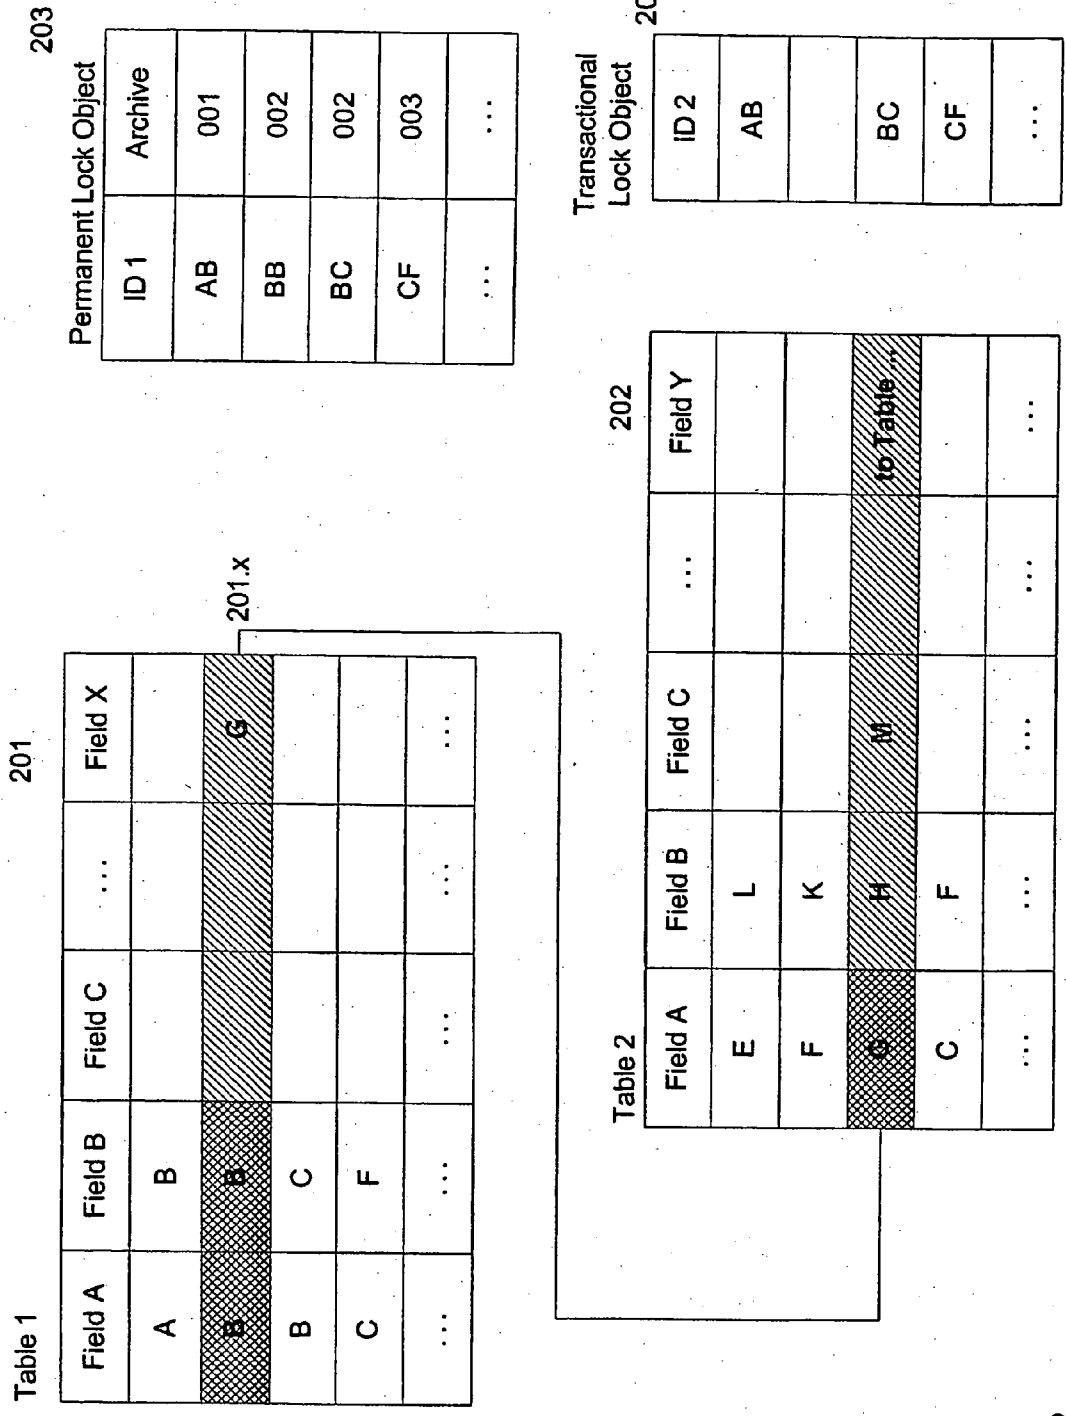 Table 1
201
Field A Field B Field C ... Field X
A B
B B G
B C
C F
... ... ... ... ...
201.x
Permanent Lock Object
203
ID 1 Archive
AB 001
BB 002
BC 002
CF 003
... ...
Table 2
202
Field A Field B Field C ... Field Y
E L
F K
G H M to Table ...
C F
... ... ... ... ...
Transactional
Lock Object
ID 2
AB
BC
CF
...